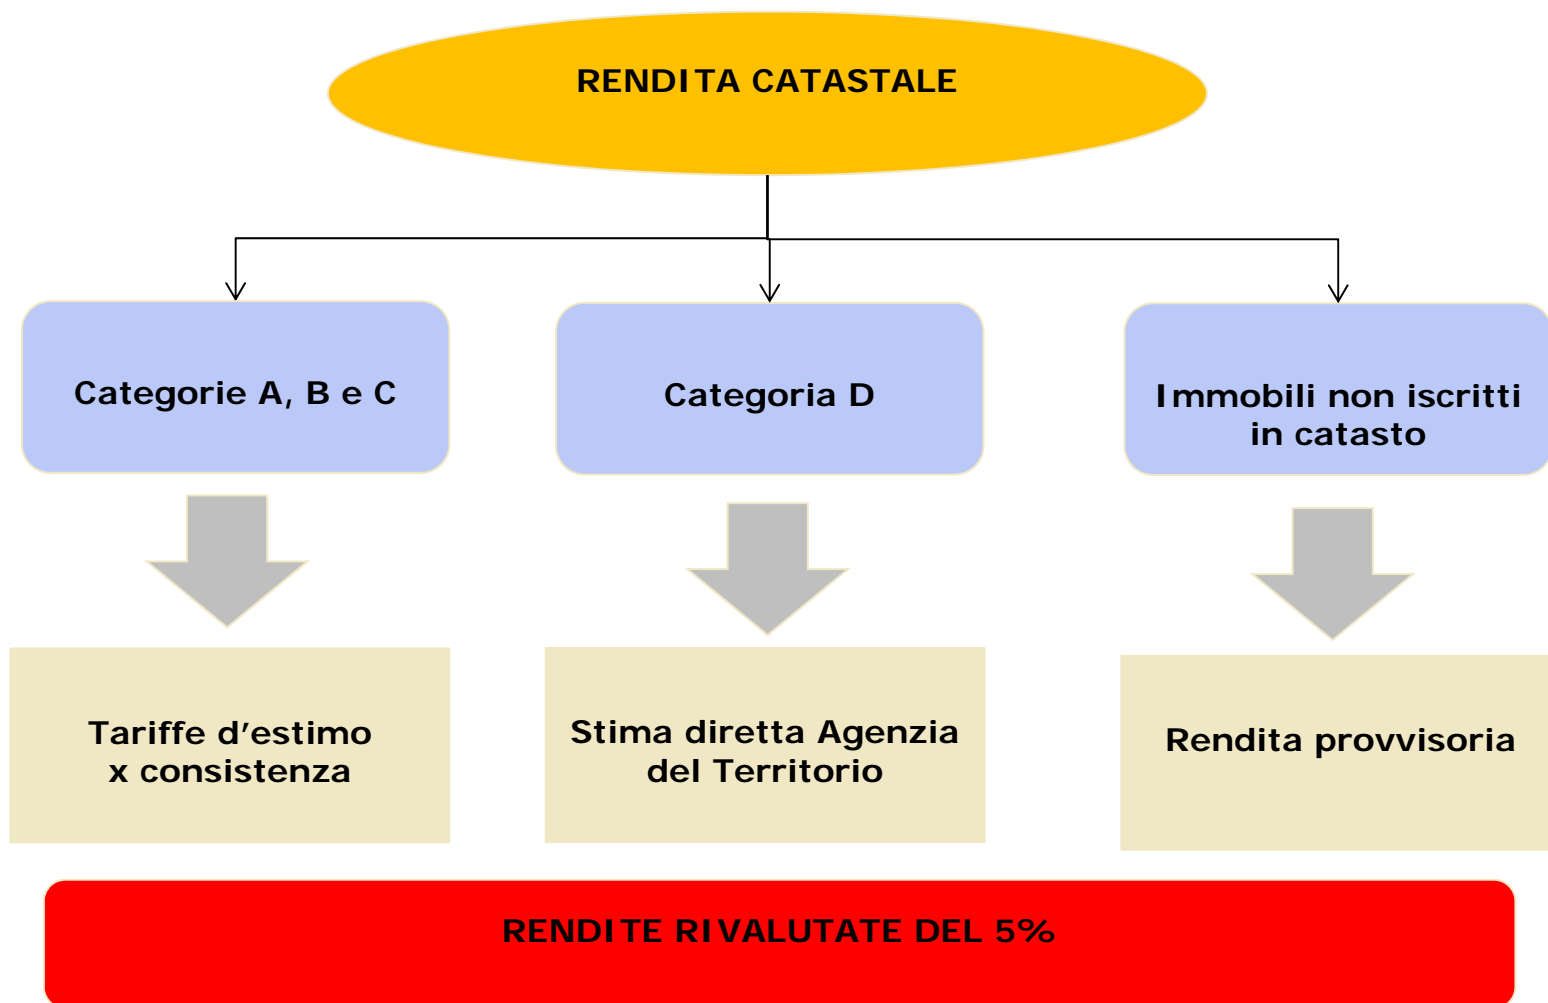 RENDITA CATASTALE
Categorie A, B e C
Categoria D
Immobili non iscritti
in catasto
Tariffe d’estimo
x consistenza
Stima diretta Agenzia
del Territorio
Rendita provvisoria
RENDITE RIVALUTATE DEL 5%